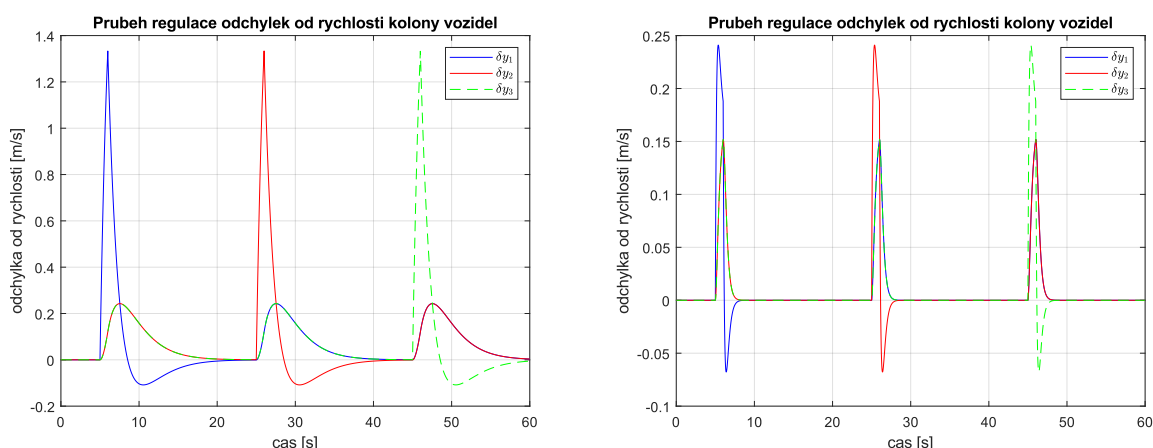 Prubeh regulace odchylek od rychlosti kolony vozidel
odchylka od rychlosti [m/s]
1.4
1.2
1
0.8
0.6
0.4
0.2
0
-0.2
δy₁
δy₂
δy₃
0 10 20 30 40 50 60
cas [s]
Prubeh regulace odchylek od rychlosti kolony vozidel
odchylka od rychlosti [m/s]
0.25
0.2
0.15
0.1
0.05
0
-0.05
-0.1
δy₁
δy₂
δy₃
0 10 20 30 40 50 60
cas [s]